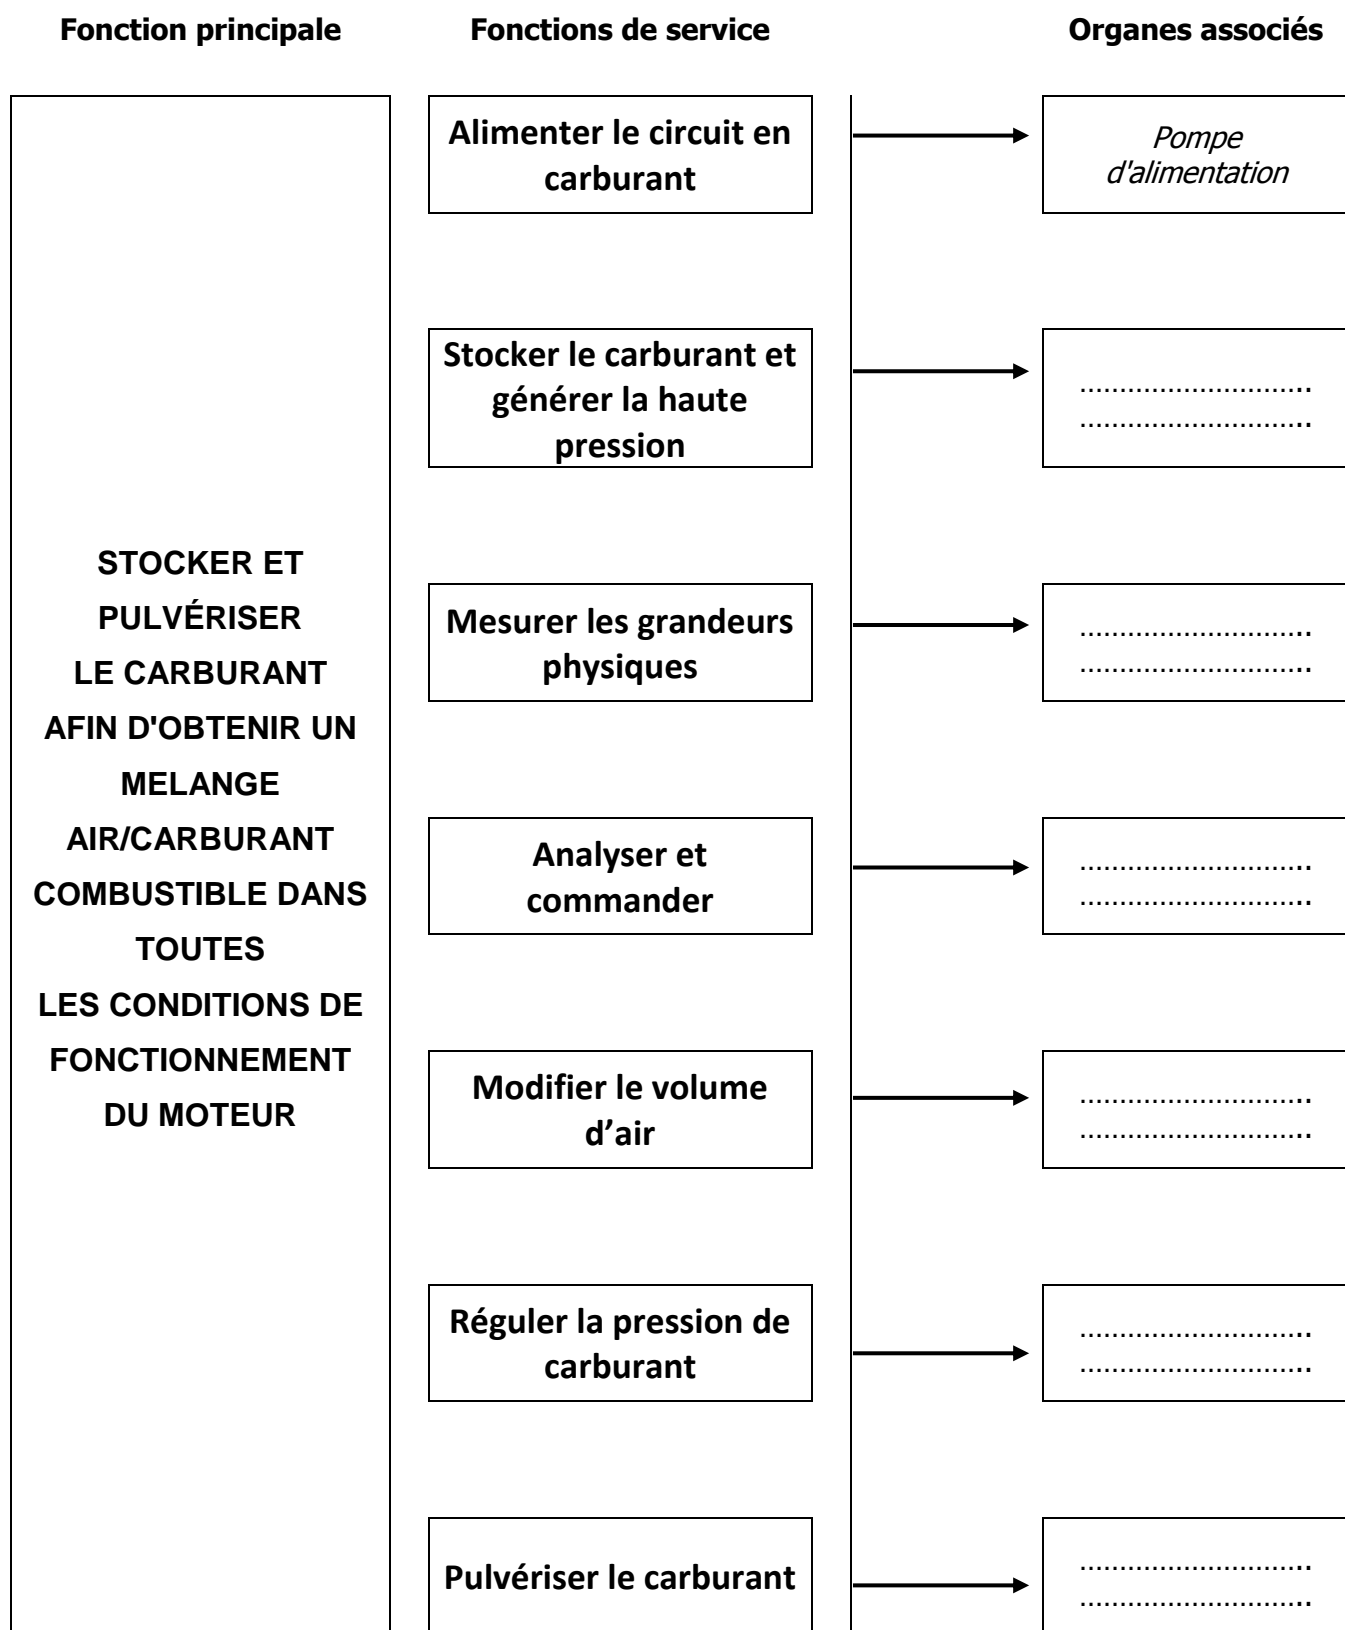 Fonction principale
Fonctions de service
Organes associés
STOCKER ET
PULVÉRISER
LE CARBURANT
AFIN D'OBTENIR UN
MELANGE
AIR/CARBURANT
COMBUSTIBLE DANS
TOUTES
LES CONDITIONS DE
FONCTIONNEMENT
DU MOTEUR
Alimenter le circuit en
carburant
Pompe
d'alimentation
Stocker le carburant et
générer la haute
pression
………………………..
………………………..
Mesurer les grandeurs
physiques
………………………..
………………………..
Analyser et
commander
………………………..
………………………..
Modifier le volume
d’air
………………………..
………………………..
Réguler la pression de
carburant
………………………..
………………………..
Pulvériser le carburant
………………………..
………………………..